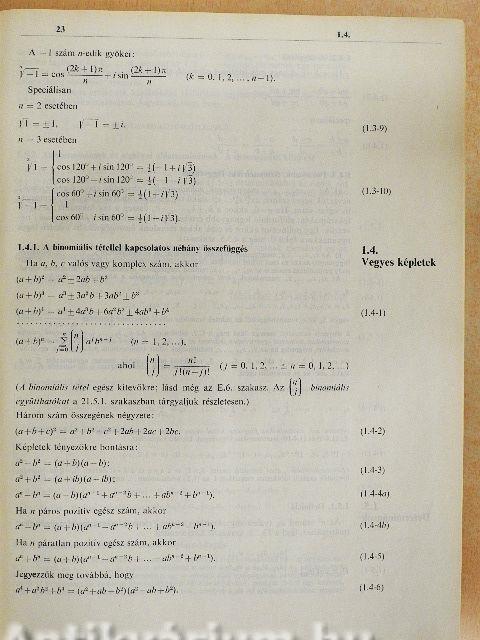 23
1.4.
A −1 szám n-edik gyökei:
ⁿ√−1 = cos (2k+1)π/n + i sin (2k+1)π/n (k = 0, 1, 2, ..., n−1).
Speciálisan
n = 2 esetében
√1 = ±1, √−1 = ±i. (1.3-9)
n = 3 esetében
1
³√1 = cos 120° + i sin 120° = ½(−1+i√3)
cos 120° − i sin 120° = ½(−1−i√3)
cos 60° + i sin 60° = ½(1+i√3) (1.3-10)
³√−1 = −1
cos 60° − i sin 60° = ½(1−i√3).
1.4.1. A binomiális tétellel kapcsolatos néhány összefüggés
1.4.
Vegyes képletek
Ha a, b, c valós vagy komplex szám, akkor
(a±b)² = a² ± 2ab + b²
(a±b)³ = a³ ± 3a²b + 3ab² ± b³
(a±b)⁴ = a⁴ ± 4a³b + 6a²b² ± 4ab³ + b⁴ (1.4-1)
(a+b)ⁿ = Σ_{j=0}^{n} (n j) aʲbⁿ⁻ʲ (n = 1, 2, ...),
ahol (n j) = n!/j!(n−j)! (j = 0, 1, 2, ... ≤ n = 0, 1, 2, ...)
(A binomiális tétel egész kitevőkre; lásd még az E.6. szakasz. Az (n j) binomiális
együtthatókat a 21.5.1. szakaszban tárgyaljuk részletesen.)
Három szám összegének négyzete:
(a+b+c)² = a²+b²+c²+2ab+2ac+2bc. (1.4-2)
Képletek tényezőkre bontásra:
a²−b² = (a+b)(a−b);
(1.4-3)
a²+b² = (a+ib)(a−ib);
aⁿ−bⁿ = (a−b)(aⁿ⁻¹+aⁿ⁻²b+...+abⁿ⁻²+bⁿ⁻¹). (1.4-4a)
Ha n páros pozitív egész szám, akkor
aⁿ−bⁿ = (a+b)(aⁿ⁻¹−aⁿ⁻²b+...+abⁿ⁻²−bⁿ⁻¹). (1.4-4b)
Ha n páratlan pozitív egész szám, akkor
aⁿ+bⁿ = (a+b)(aⁿ⁻¹−aⁿ⁻²b+...−abⁿ⁻²+bⁿ⁻¹). (1.4-5)
Jegyezzük meg továbbá, hogy
a⁴+a²b²+b⁴ = (a²+ab+b²)(a²−ab+b²). (1.4-6)
Antikvárium.hu